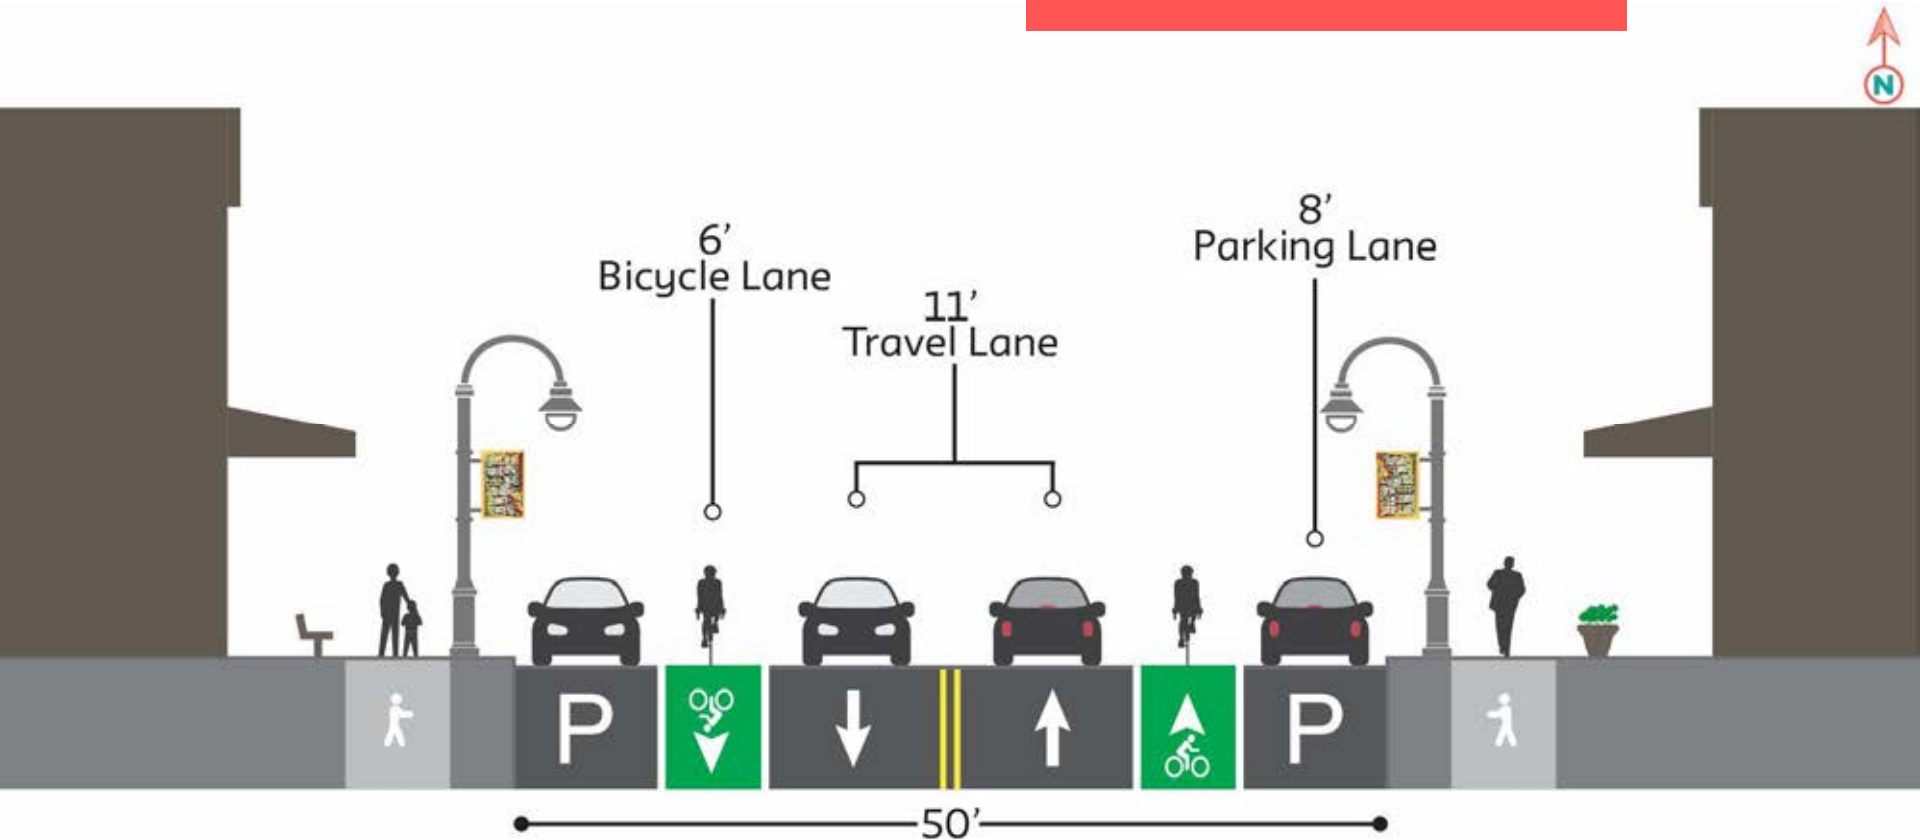 N
8’
Parking Lane
6’
Bicycle Lane
11’
Travel Lane
P
P
50’